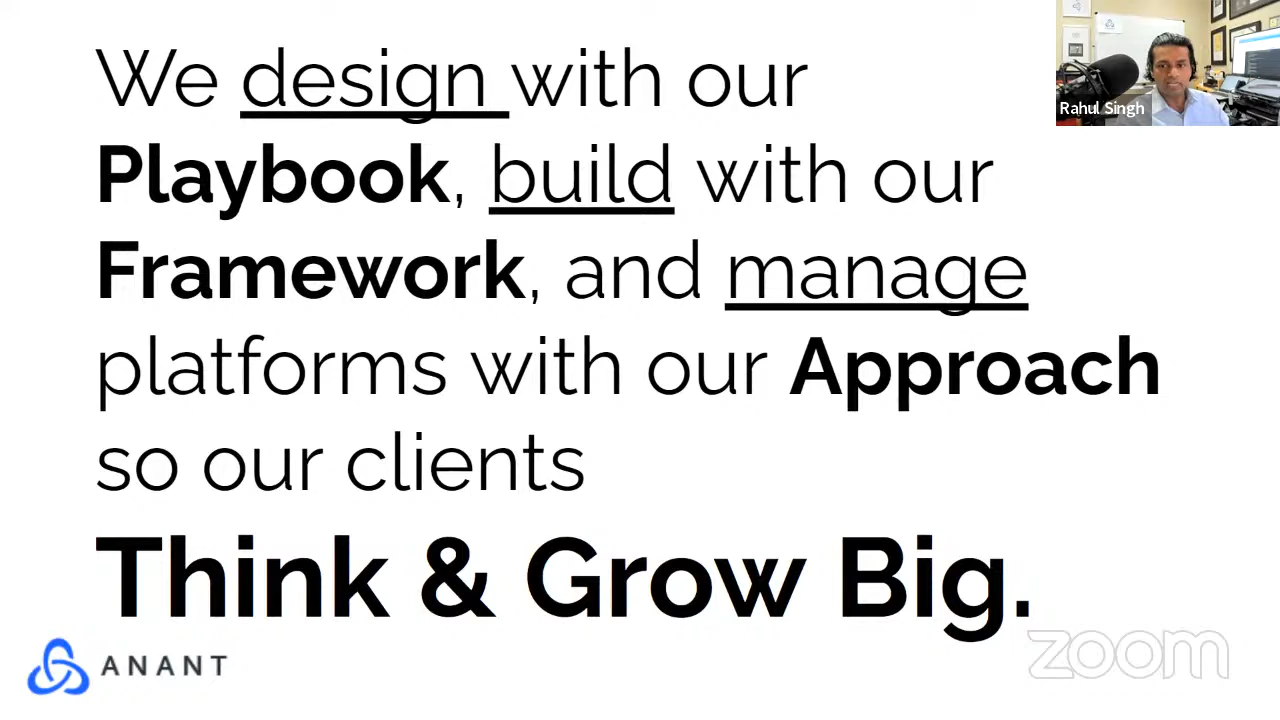 We design with our
Playbook, build with our
Framework, and manage
platforms with our Approach
so our clients
Think & Grow Big.
Rahul Singh
ANANT
zoom